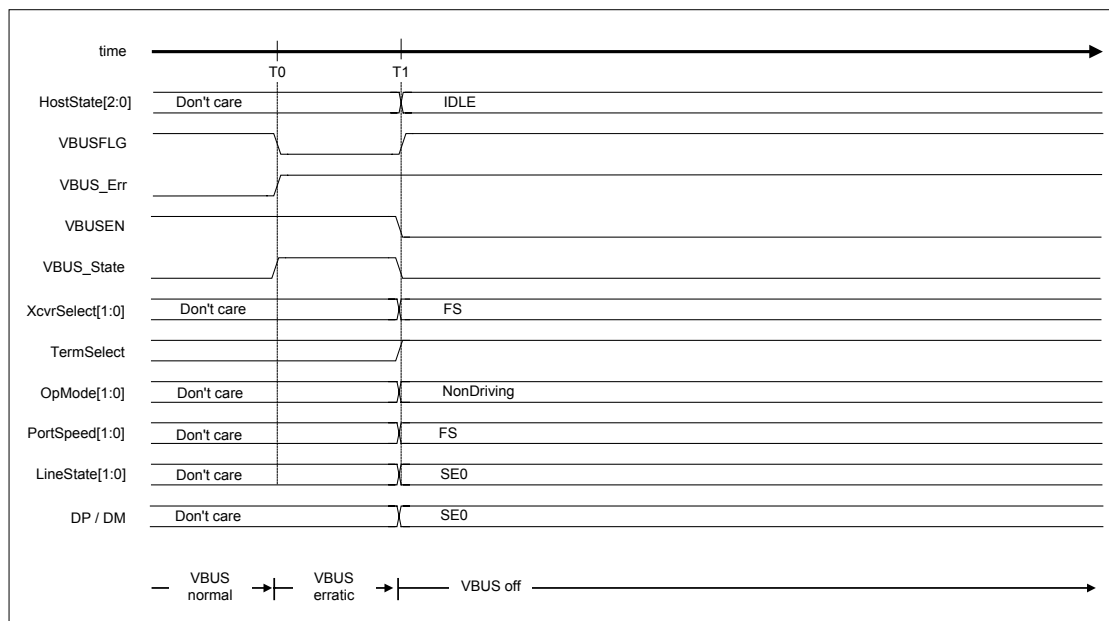 time
T0 T1
HostState[2:0] Don't care IDLE
VBUSFLG
VBUS_Err
VBUSEN
VBUS_State
XcvrSelect[1:0] Don't care FS
TermSelect
OpMode[1:0] Don't care NonDriving
PortSpeed[1:0] Don't care FS
LineState[1:0] Don't care SE0
DP / DM Don't care SE0
VBUS normal
VBUS erratic
VBUS off